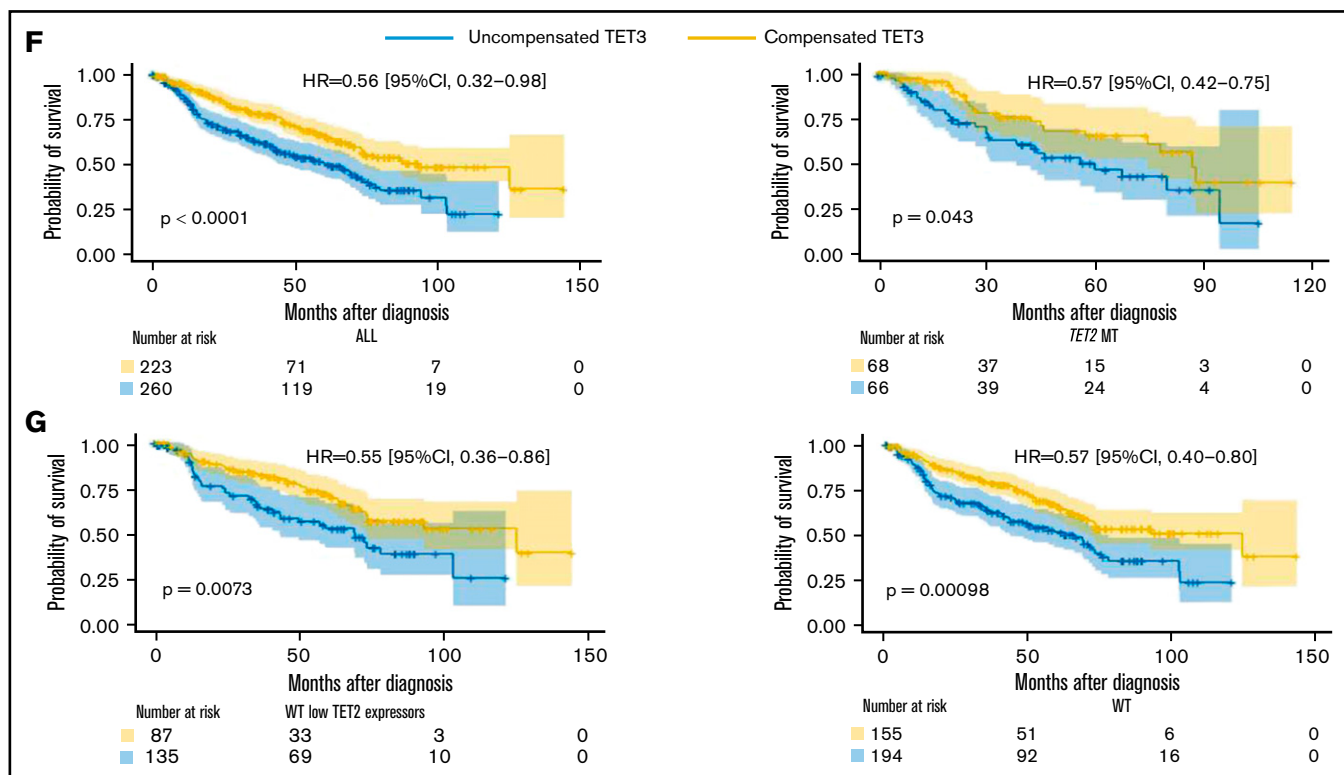 F
Uncompensated TET3 Compensated TET3
Probability of survival
1.00
0.75
0.50
0.25
0.00
HR=0.56 [95%CI, 0.32–0.98]
p < 0.0001
0 50 100 150
Months after diagnosis
Number at risk ALL
223 71 7 0
260 119 19 0
Probability of survival
1.00
0.75
0.50
0.25
0.00
HR=0.57 [95%CI, 0.42–0.75]
p = 0.043
0 30 60 90 120
Months after diagnosis
Number at risk TET2 MT
68 37 15 3 0
66 39 24 4 0
G
Probability of survival
1.00
0.75
0.50
0.25
0.00
HR=0.55 [95%CI, 0.36–0.86]
p = 0.0073
0 50 100 150
Months after diagnosis
Number at risk WT low TET2 expressors
87 33 3 0
135 69 10 0
Probability of survival
1.00
0.75
0.50
0.25
0.00
HR=0.57 [95%CI, 0.40–0.80]
p = 0.00098
0 50 100 150
Months after diagnosis
Number at risk WT
155 51 6 0
194 92 16 0